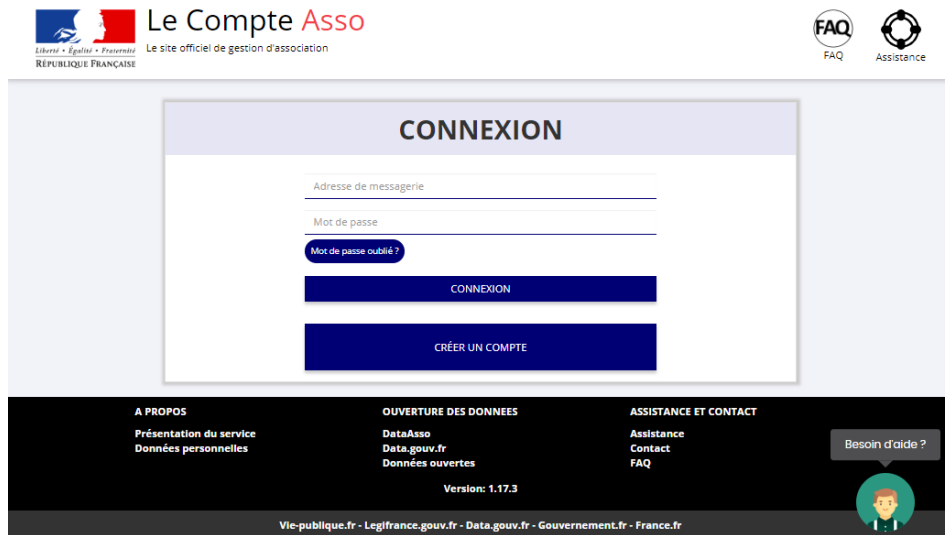 Le Compte Asso
Le site officiel de gestion d'association
Liberté • Égalité • Fraternité
RÉPUBLIQUE FRANÇAISE
FAQ
FAQ
Assistance
CONNEXION
Adresse de messagerie
Mot de passe
Mot de passe oublié ?
CONNEXION
CRÉER UN COMPTE
A PROPOS
Présentation du service
Données personnelles
OUVERTURE DES DONNEES
DataAsso
Data.gouv.fr
Données ouvertes
ASSISTANCE ET CONTACT
Assistance
Contact
FAQ
Version: 1.17.3
Besoin d'aide ?
Vie-publique.fr - Legifrance.gouv.fr - Data.gouv.fr - Gouvernement.fr - France.fr